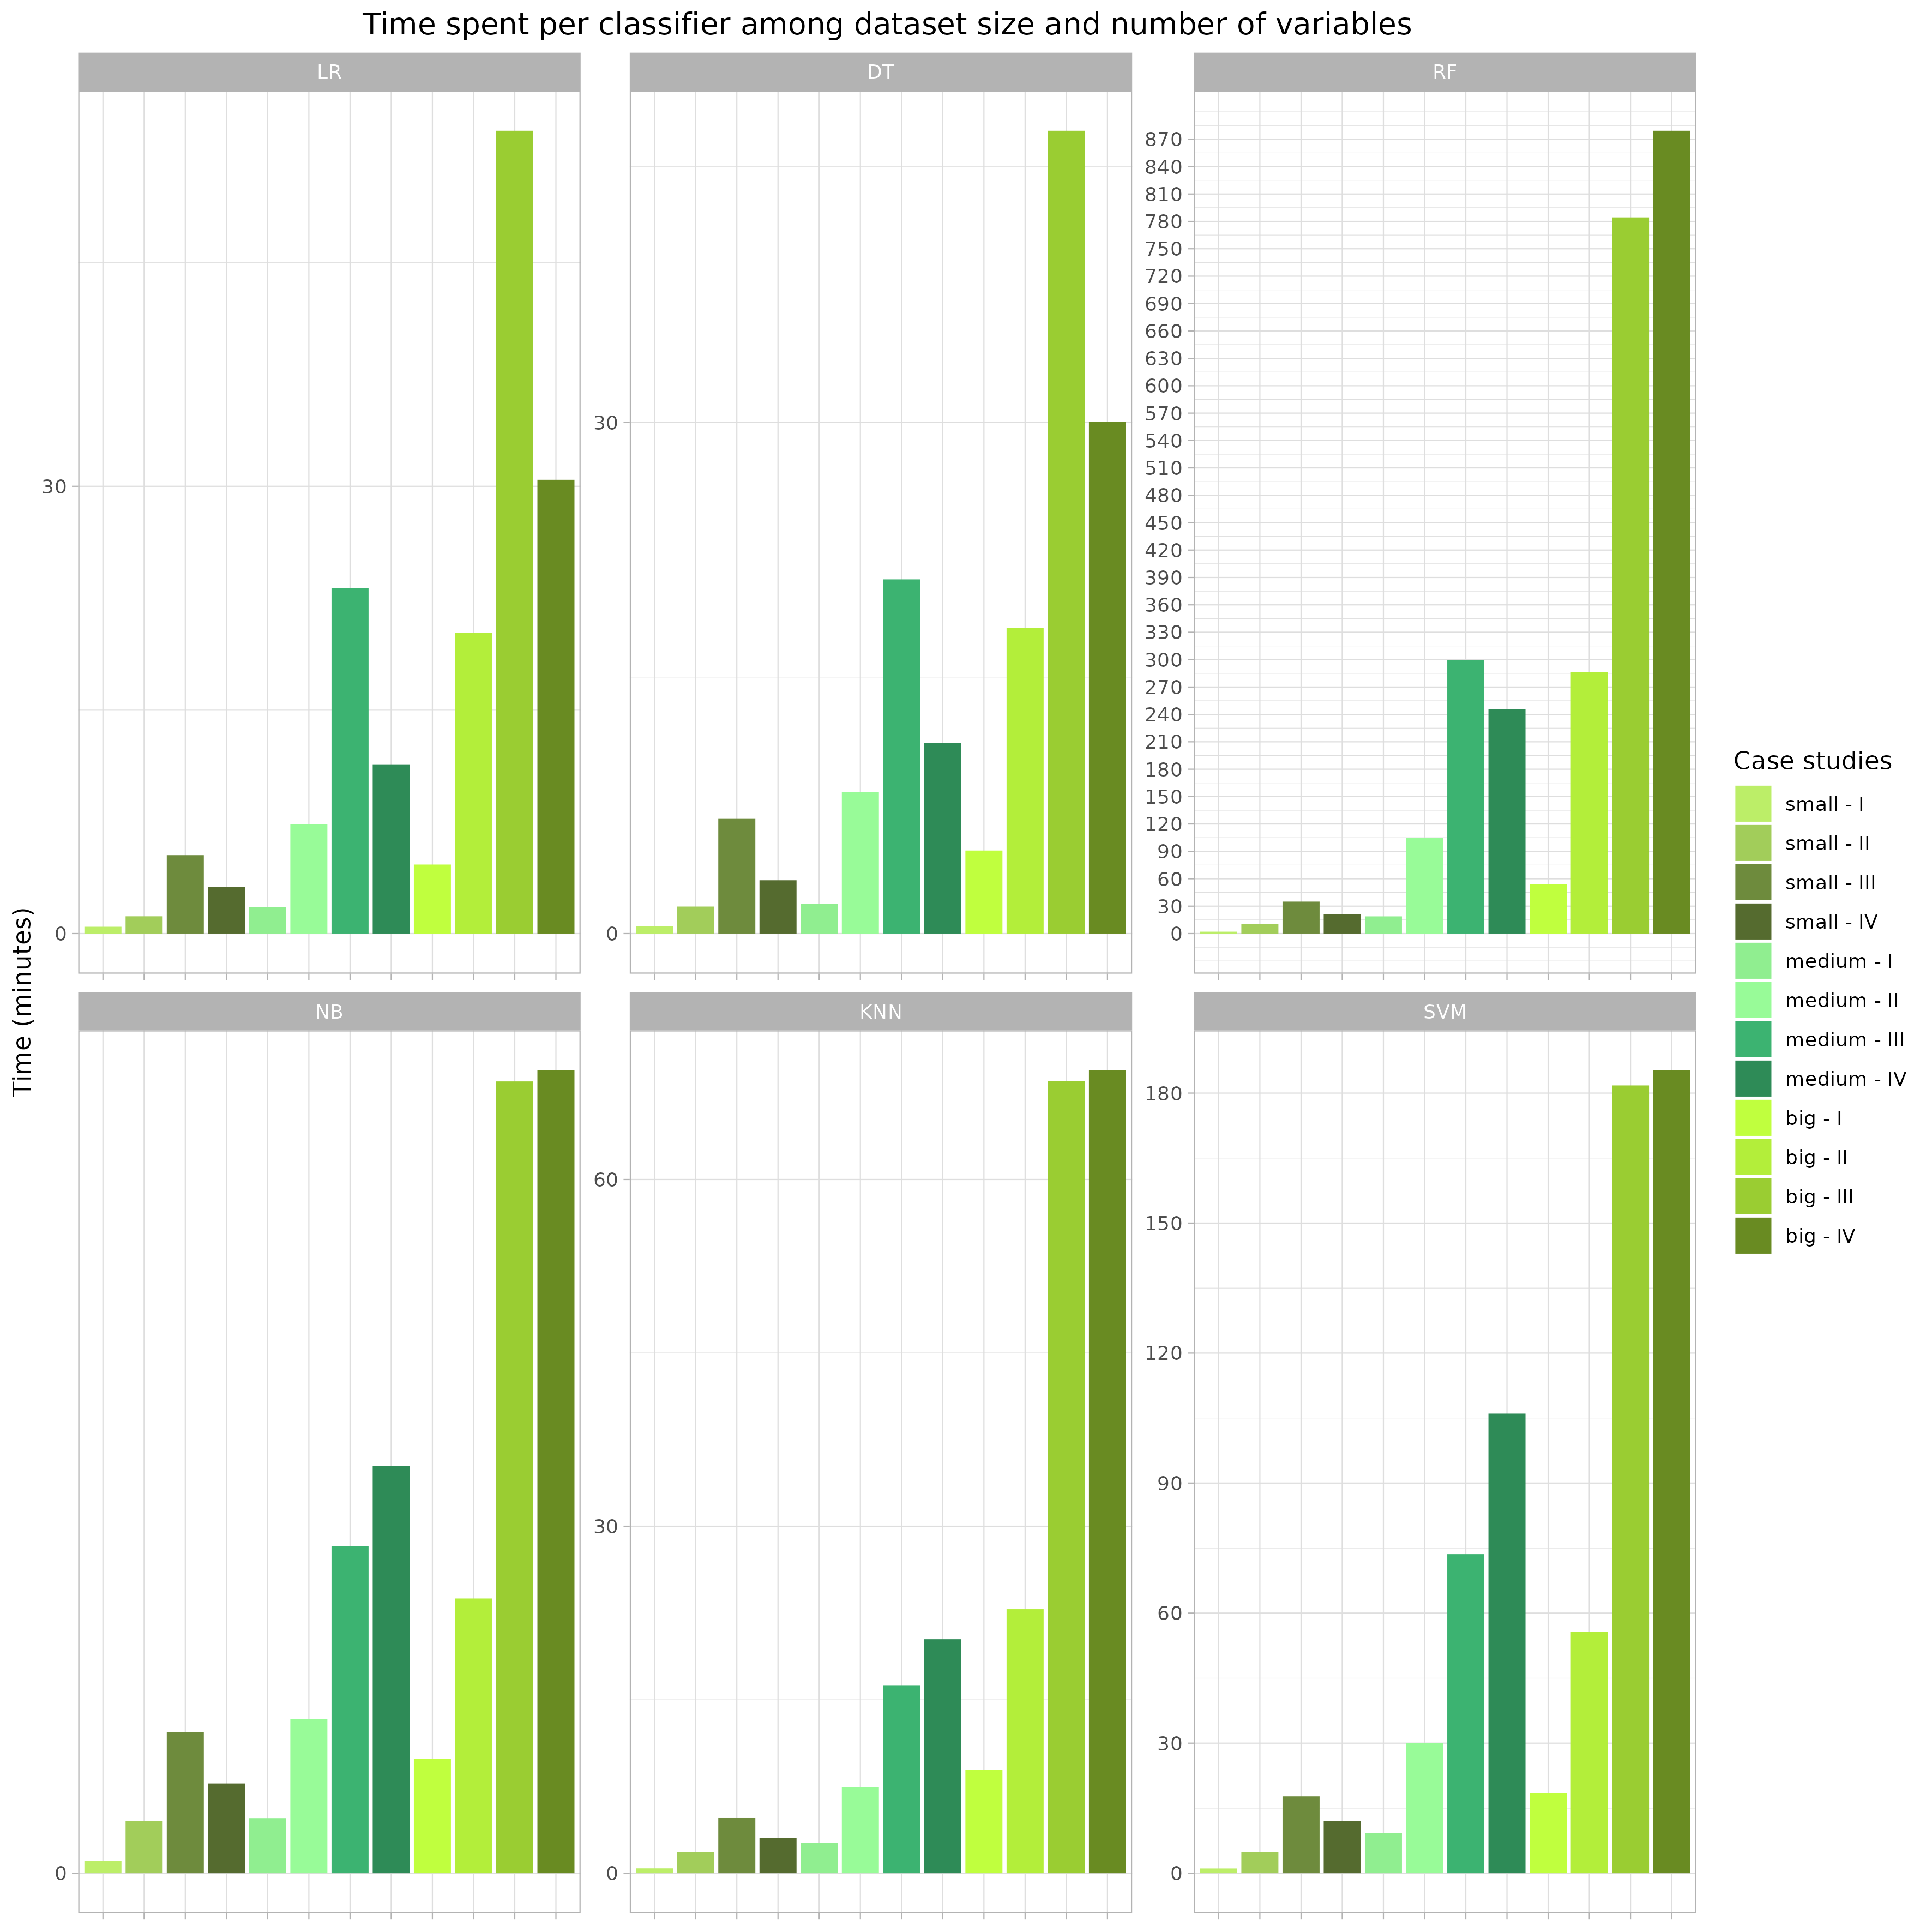 Time spent per classifier among dataset size and number of variables
Time (minutes)
LR
30
0
DT
30
0
RF
870
840
810
780
750
720
690
660
630
600
570
540
510
480
450
420
390
360
330
300
270
240
210
180
150
120
90
60
30
0
NB
0
KNN
60
30
0
SVM
180
150
120
90
60
30
0
Case studies
small - I
small - II
small - III
small - IV
medium - I
medium - II
medium - III
medium - IV
big - I
big - II
big - III
big - IV